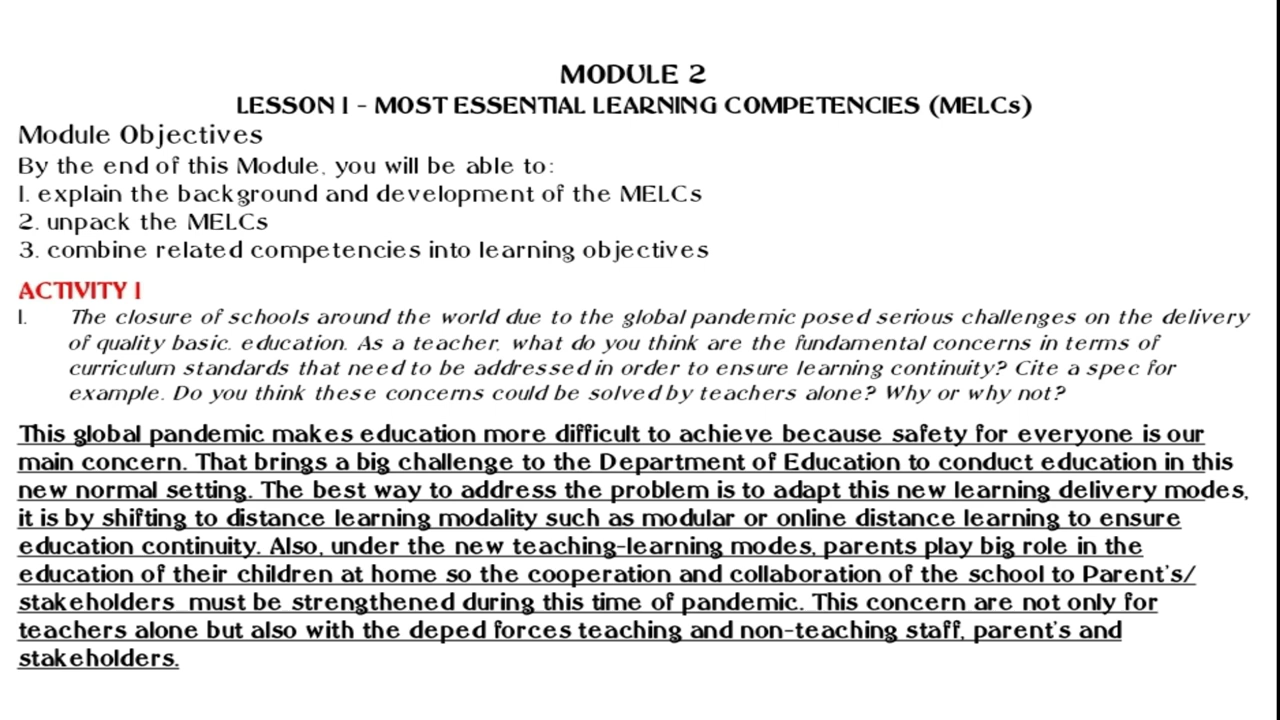 MODULE 2
LESSON 1 - MOST ESSENTIAL LEARNING COMPETENCIES (MELCs)
Module Objectives
By the end of this Module, you will be able to:
1. explain the background and development of the MELCs
2. unpack the MELCs
3. combine related competencies into learning objectives
ACTIVITY 1
1. The closure of schools around the world due to the global pandemic posed serious challenges on the delivery
of quality basic. education. As a teacher, what do you think are the fundamental concerns in terms of
curriculum standards that need to be addressed in order to ensure learning continuity? Cite a spec for
example. Do you think these concerns could be solved by teachers alone? Why or why not?
This global pandemic makes education more difficult to achieve because safety for everyone is our
main concern. That brings a big challenge to the Department of Education to conduct education in this
new normal setting. The best way to address the problem is to adapt this new learning delivery modes,
it is by shifting to distance learning modality such as modular or online distance learning to ensure
education continuity. Also, under the new teaching-learning modes, parents play big role in the
education of their children at home so the cooperation and collaboration of the school to Parent's/
stakeholders must be strengthened during this time of pandemic. This concern are not only for
teachers alone but also with the deped forces teaching and non-teaching staff, parent's and
stakeholders.